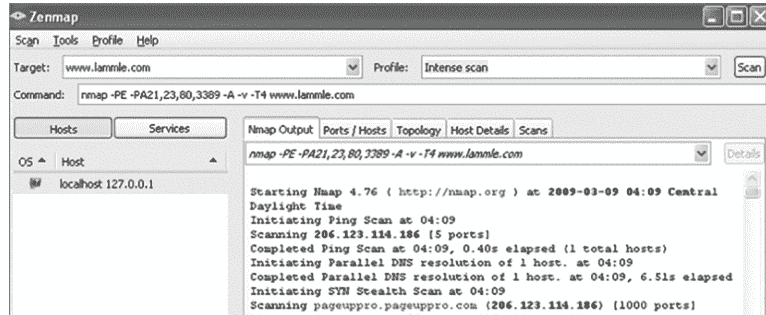 Zenmap
Scan Tools Profile Help
Target: www.lammle.com Profile: Intense scan Scan
Command: nmap -PE -PA21,23,80,3389 -A -v -T4 www.lammle.com
Hosts Services
Nmap Output Ports / Hosts Topology Host Details Scans
OS Host
nmap -PE -PA21,23,80,3389 -A -v -T4 www.lammle.com Details
localhost 127.0.0.1
Starting Nmap 4.76 ( http://nmap.org ) at 2009-03-09 04:09 Central
Daylight Time
Initiating Ping Scan at 04:09
Scanning 206.123.114.186 [5 ports]
Completed Ping Scan at 04:09, 0.40s elapsed (1 total hosts)
Initiating Parallel DNS resolution of 1 host. at 04:09
Completed Parallel DNS resolution of 1 host. at 04:09, 6.51s elapsed
Initiating SYN Stealth Scan at 04:09
Scanning pageuppro.pageuppro.com (206.123.114.186) [1000 ports]